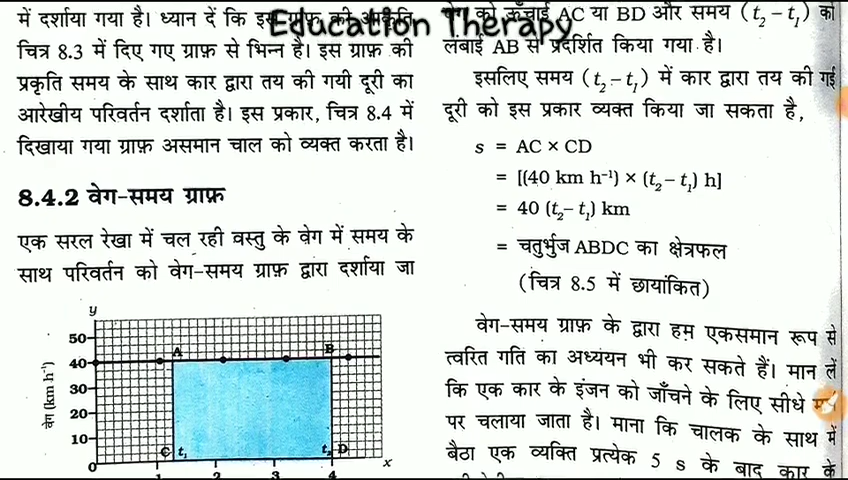 में दर्शाया गया है। ध्यान दें कि इस ग्राफ़ की आकृति
चित्र 8.3 में दिए गए ग्राफ़ से भिन्न है। इस ग्राफ़ की
प्रकृति समय के साथ कार द्वारा तय की गयी दूरी का
आरेखीय परिवर्तन दर्शाता है। इस प्रकार, चित्र 8.4 में
दिखाया गया ग्राफ़ असमान चाल को व्यक्त करता है।
8.4.2 वेग-समय ग्राफ़
एक सरल रेखा में चल रही वस्तु के वेग में समय के
साथ परिवर्तन को वेग-समय ग्राफ़ द्वारा दर्शाया जा
y
50
40
30
20
10
0
वेग (km h⁻¹)
A
B
C t₁
D
x
1
2
3
4
Education Therapy
वेग को ऊँचाई AC या BD और समय (t₂ – t₁) को
लंबाई AB से प्रदर्शित किया गया है।
इसलिए समय (t₂ – t₁) में कार द्वारा तय की गई
दूरी को इस प्रकार व्यक्त किया जा सकता है,
s = AC × CD
= [(40 km h⁻¹) × (t₂ – t₁) h]
= 40 (t₂– t₁) km
= चतुर्भुज ABDC का क्षेत्रफल
(चित्र 8.5 में छायांकित)
वेग-समय ग्राफ़ के द्वारा हम एकसमान रूप से
त्वरित गति का अध्ययन भी कर सकते हैं। मान लें
कि एक कार के इंजन को जाँचने के लिए सीधे
पर चलाया जाता है। माना कि चालक के साथ में
बैठा एक व्यक्ति प्रत्येक 5 s के बाद कार के